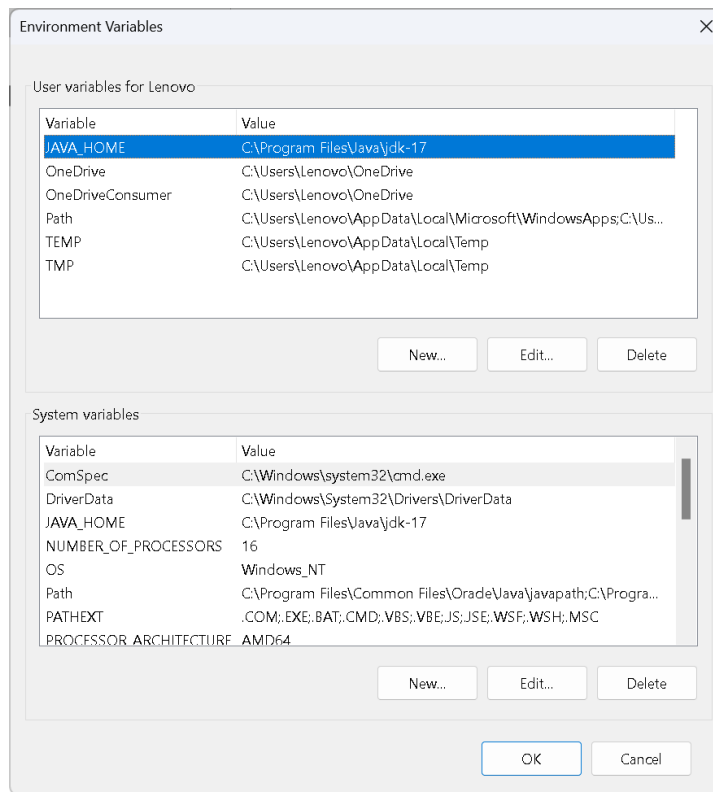 Environment Variables
User variables for Lenovo
Variable Value
JAVA_HOME C:\Program Files\Java\jdk-17
OneDrive C:\Users\Lenovo\OneDrive
OneDriveConsumer C:\Users\Lenovo\OneDrive
Path C:\Users\Lenovo\AppData\Local\Microsoft\WindowsApps;C:\Us...
TEMP C:\Users\Lenovo\AppData\Local\Temp
TMP C:\Users\Lenovo\AppData\Local\Temp
New... Edit... Delete
System variables
Variable Value
ComSpec C:\Windows\system32\cmd.exe
DriverData C:\Windows\System32\Drivers\DriverData
JAVA_HOME C:\Program Files\Java\jdk-17
NUMBER_OF_PROCESSORS 16
OS Windows_NT
Path C:\Program Files\Common Files\Oracle\Java\javapath;C:\Progra...
PATHEXT .COM;.EXE;.BAT;.CMD;.VBS;.VBE;.JS;.JSE;.WSF;.WSH;.MSC
PROCESSOR_ARCHITECTURE AMD64
New... Edit... Delete
OK Cancel